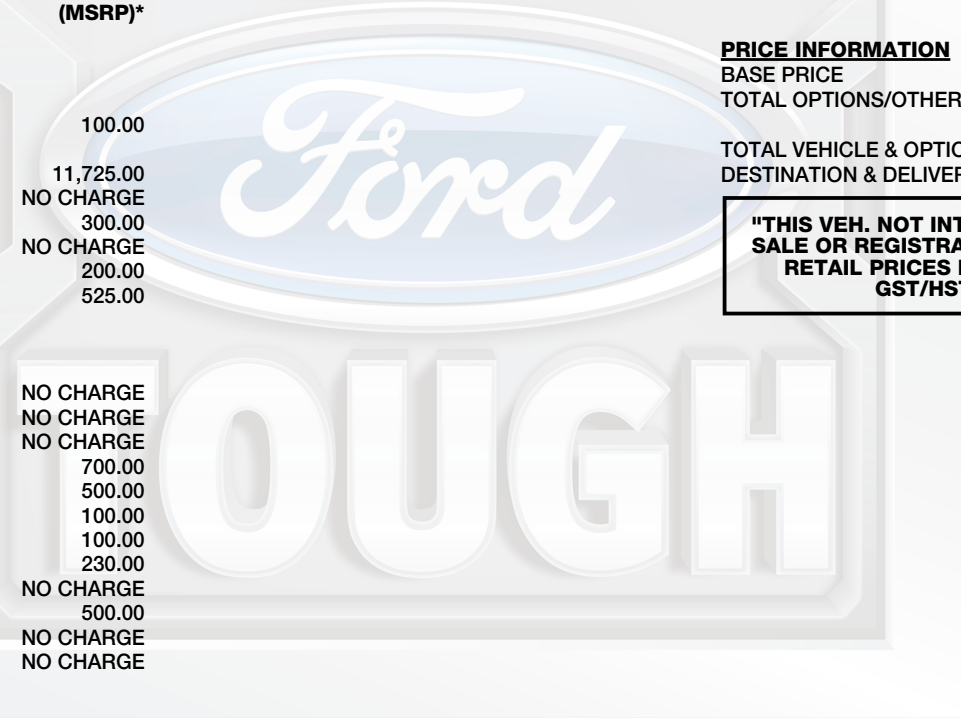 (MSRP)*
100.00
11,725.00
NO CHARGE
300.00
NO CHARGE
200.00
525.00
NO CHARGE
NO CHARGE
NO CHARGE
700.00
500.00
100.00
100.00
230.00
NO CHARGE
500.00
NO CHARGE
NO CHARGE
PRICE INFORMATION
BASE PRICE
TOTAL OPTIONS/OTHER
TOTAL VEHICLE & OPTIO
DESTINATION & DELIVER
"THIS VEH. NOT INT
SALE OR REGISTRA
RETAIL PRICES
GST/HST
Ford
TOUGH